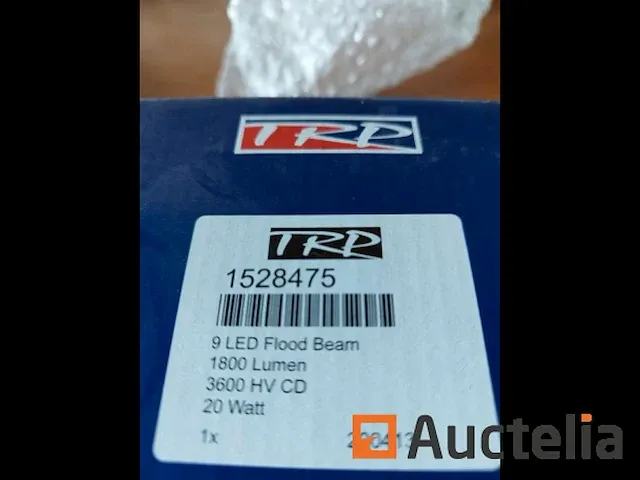 TRP
TRP
1528475
9 LED Flood Beam
1800 Lumen
3600 HV CD
20 Watt
1x
Auctelia